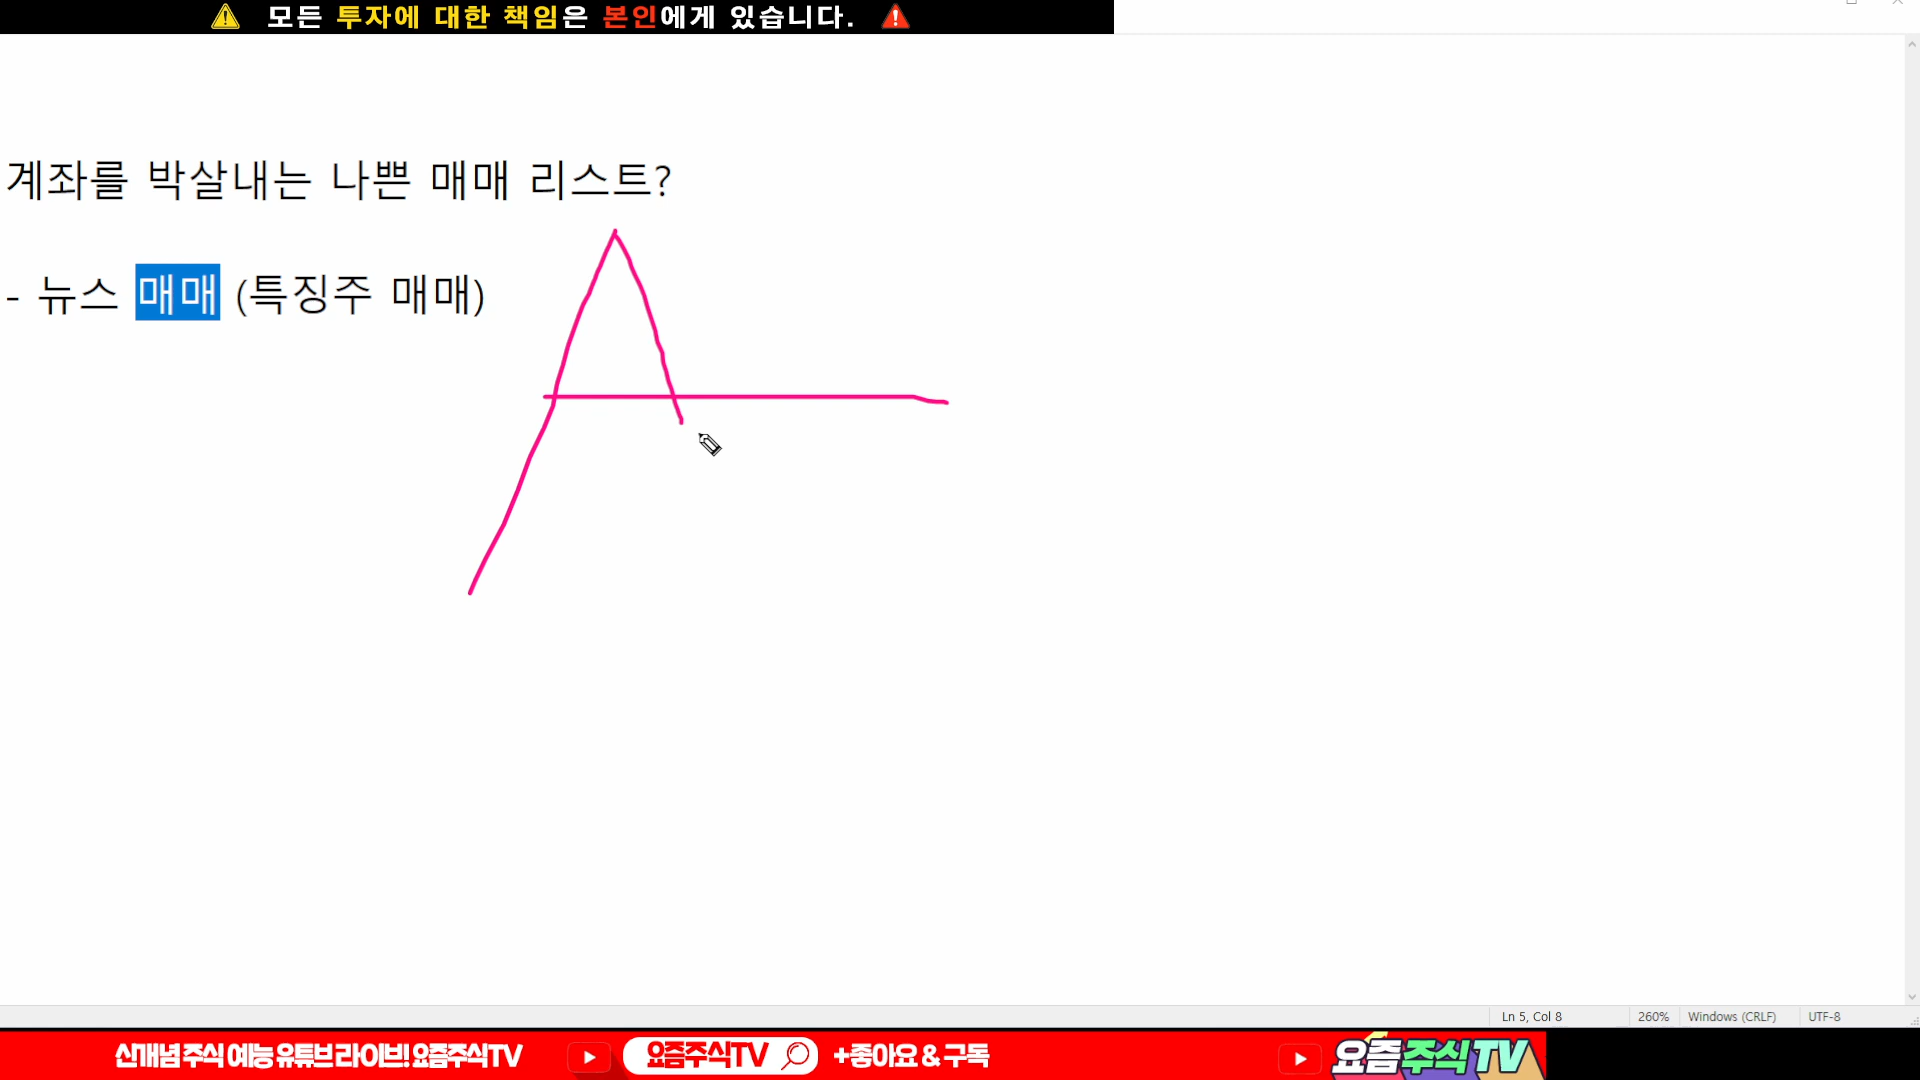 모든 투자에 대한 책임은 본인에게 있습니다.
계좌를 박살내는 나쁜 매매 리스트?
- 뉴스 매매 (특징주 매매)
Ln 5, Col 8 260% Windows (CRLF) UTF-8
신개념 주식 예능 유튜브 라이브! 요즘주식TV 요즘주식TV +좋아요 & 구독 요즘주식TV